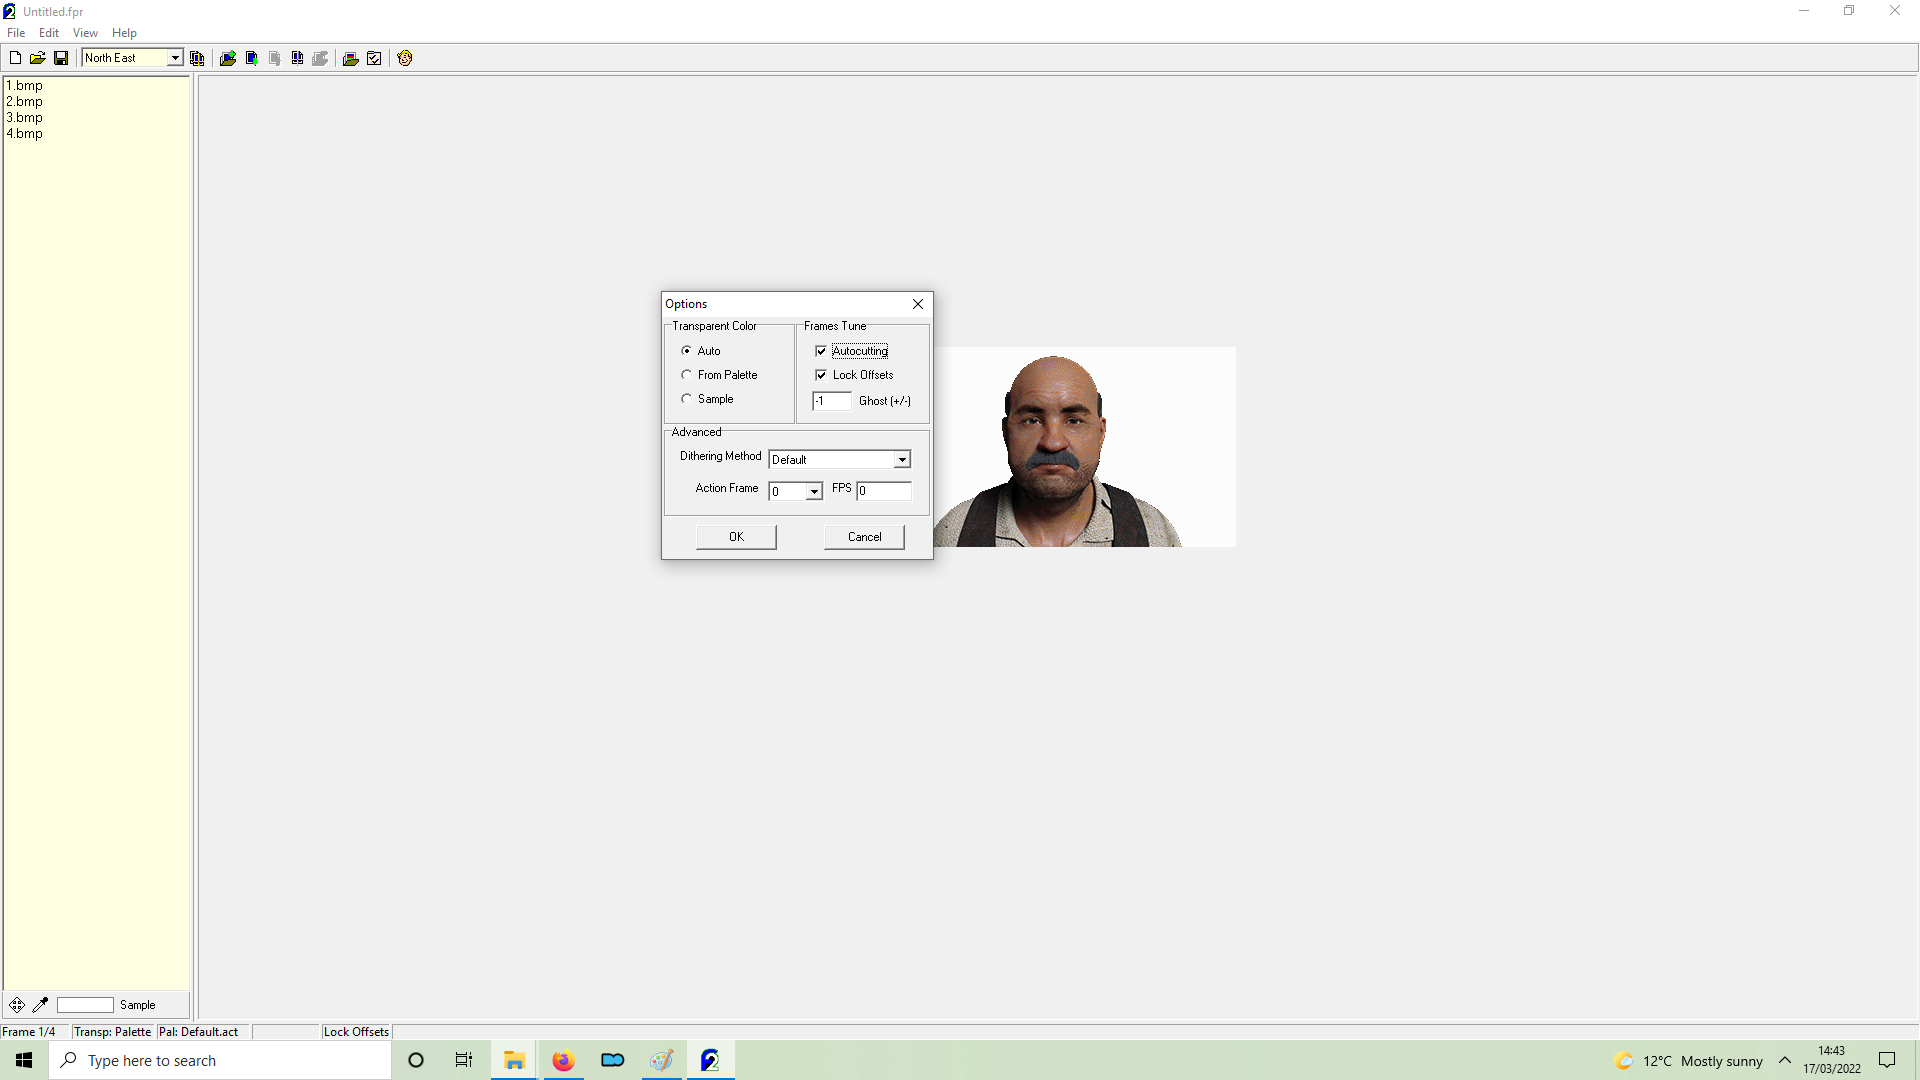 Untitled.fpr
File Edit View Help
North East
1.bmp
2.bmp
3.bmp
4.bmp
Options
Transparent Color
Auto
From Palette
Sample
Frames Tune
Autocutting
Lock Offsets
-1 Ghost (+/-)
Advanced
Dithering Method Default
Action Frame 0 FPS 0
OK Cancel
Sample
Frame 1/4 Transp: Palette Pal: Default.act Lock Offsets
Type here to search
12°C Mostly sunny
14:43
17/03/2022